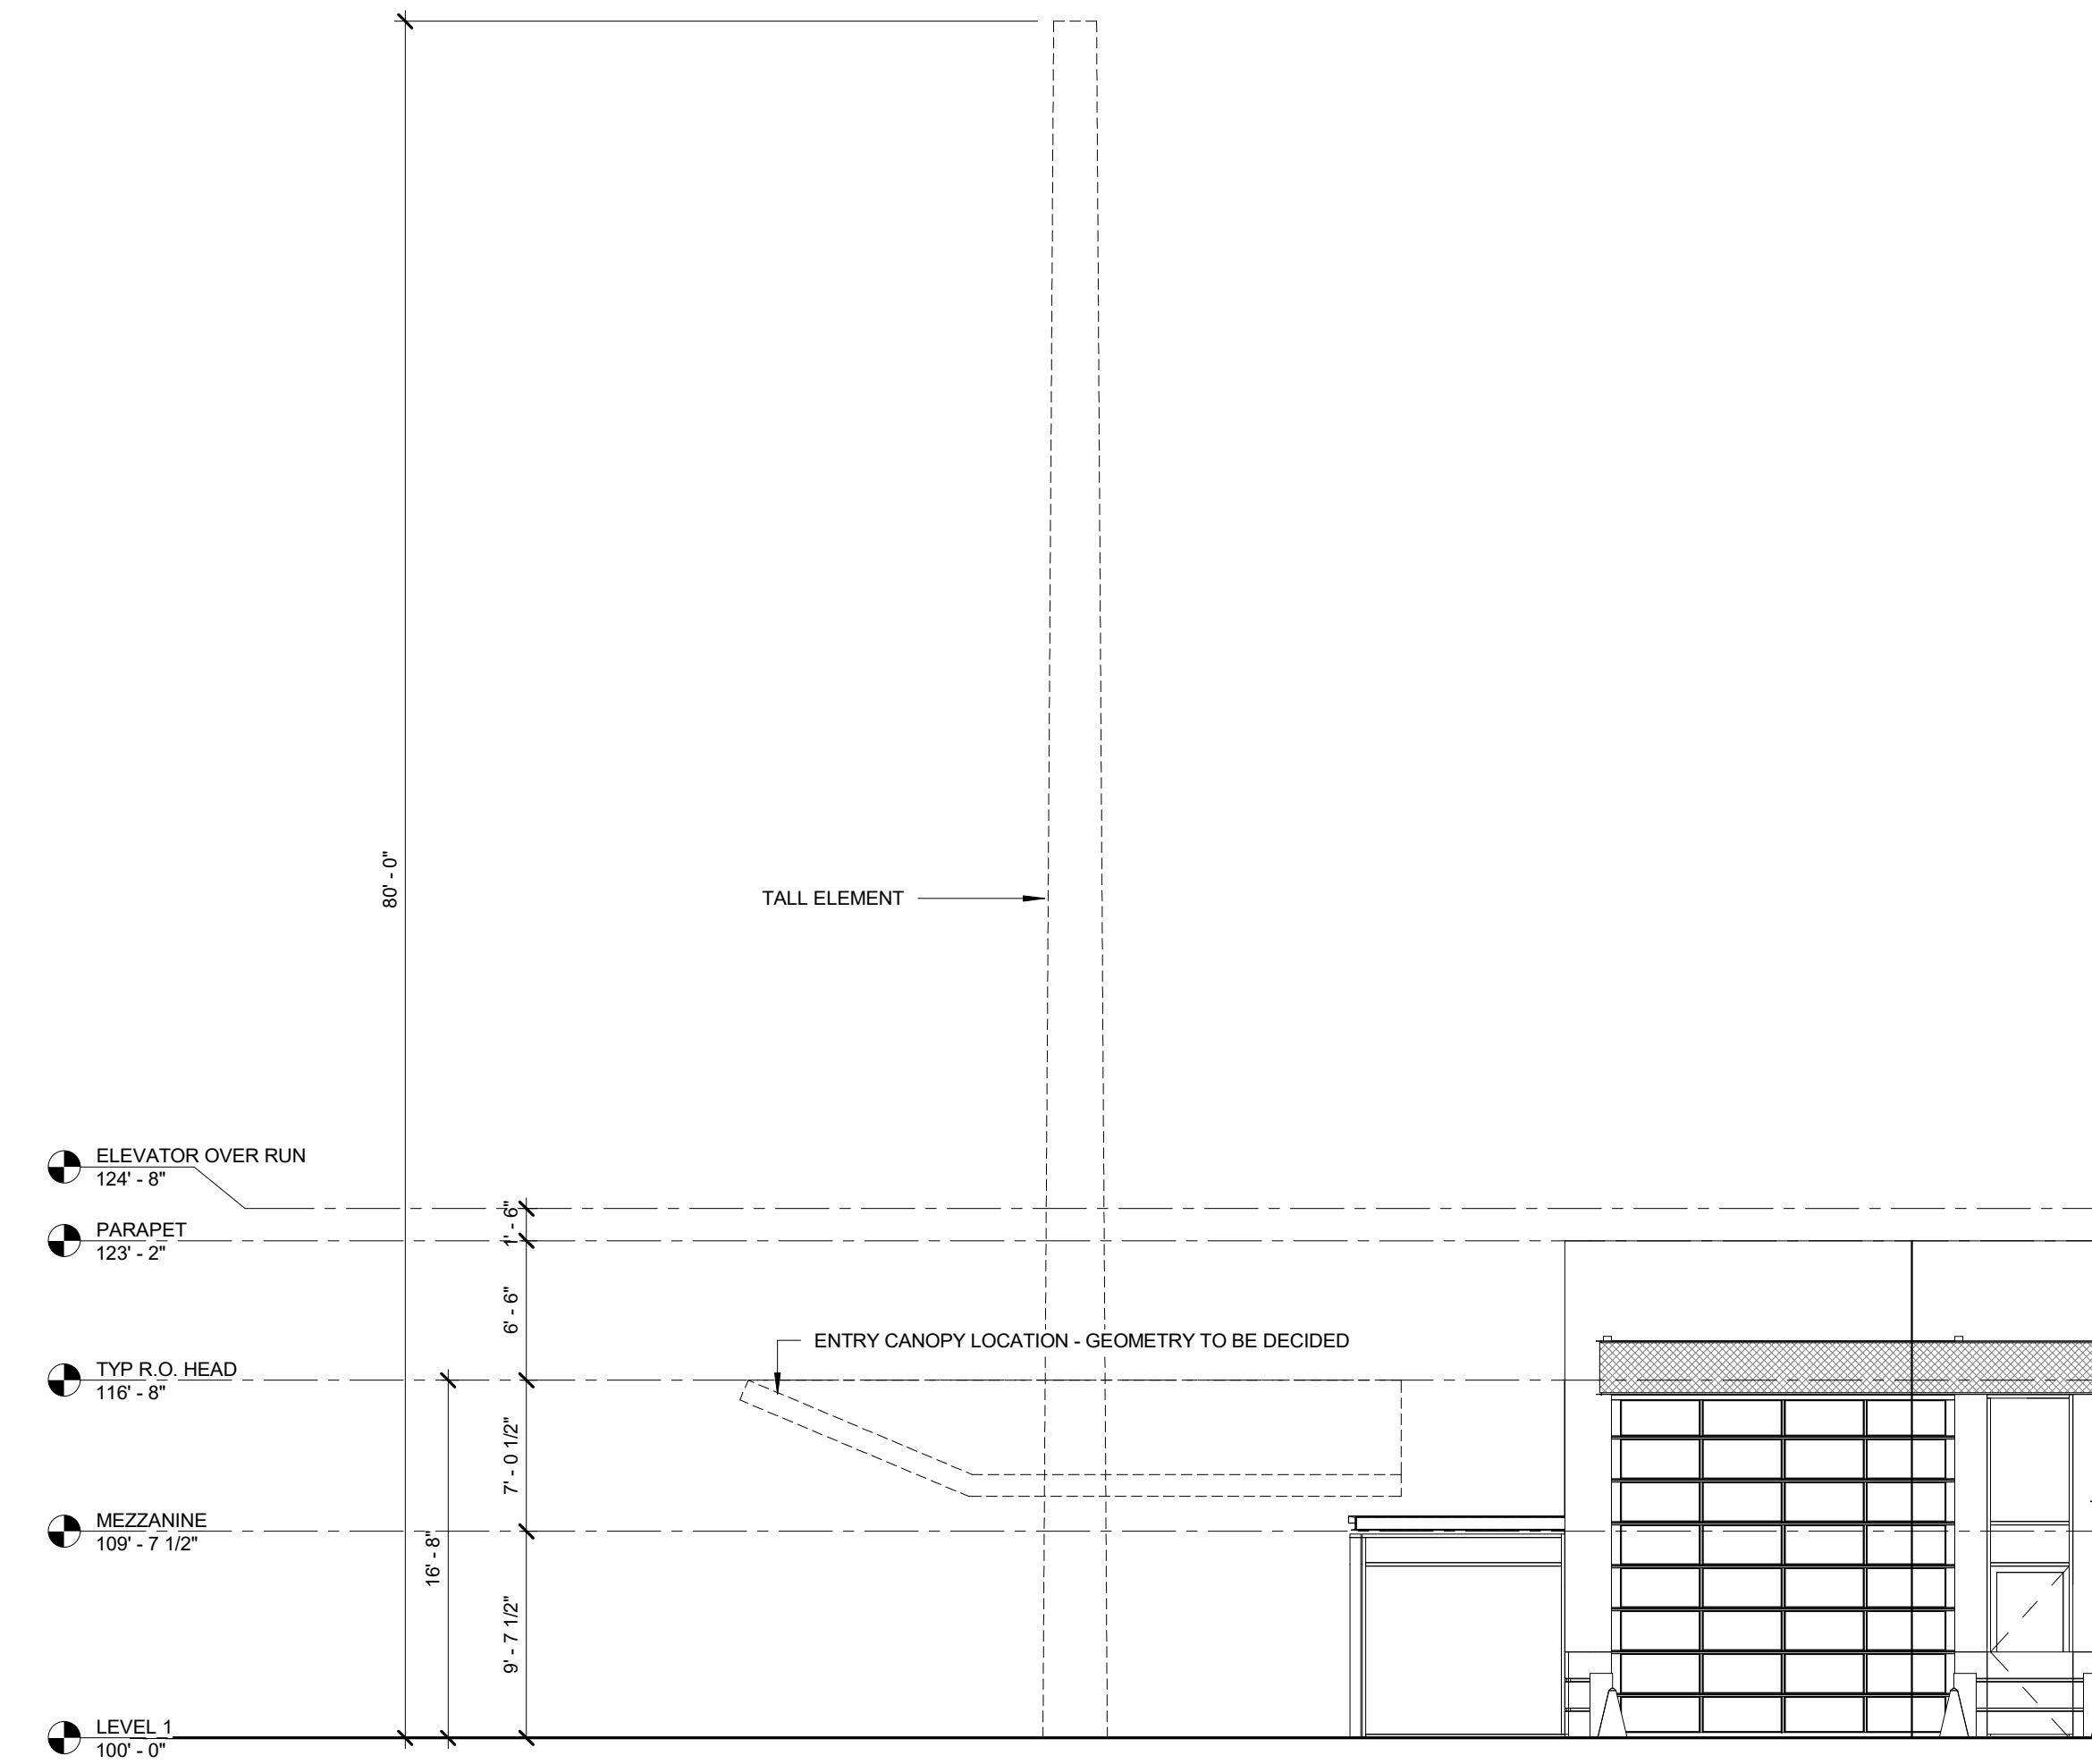 80' - 0"
TALL ELEMENT
ELEVATOR OVER RUN
124' - 8"
1' - 6"
PARAPET
123' - 2"
6' - 6"
ENTRY CANOPY LOCATION - GEOMETRY TO BE DECIDED
TYP R.O. HEAD
116' - 8"
7' - 0 1/2"
MEZZANINE
109' - 7 1/2"
16' - 8"
9' - 7 1/2"
LEVEL 1
100' - 0"